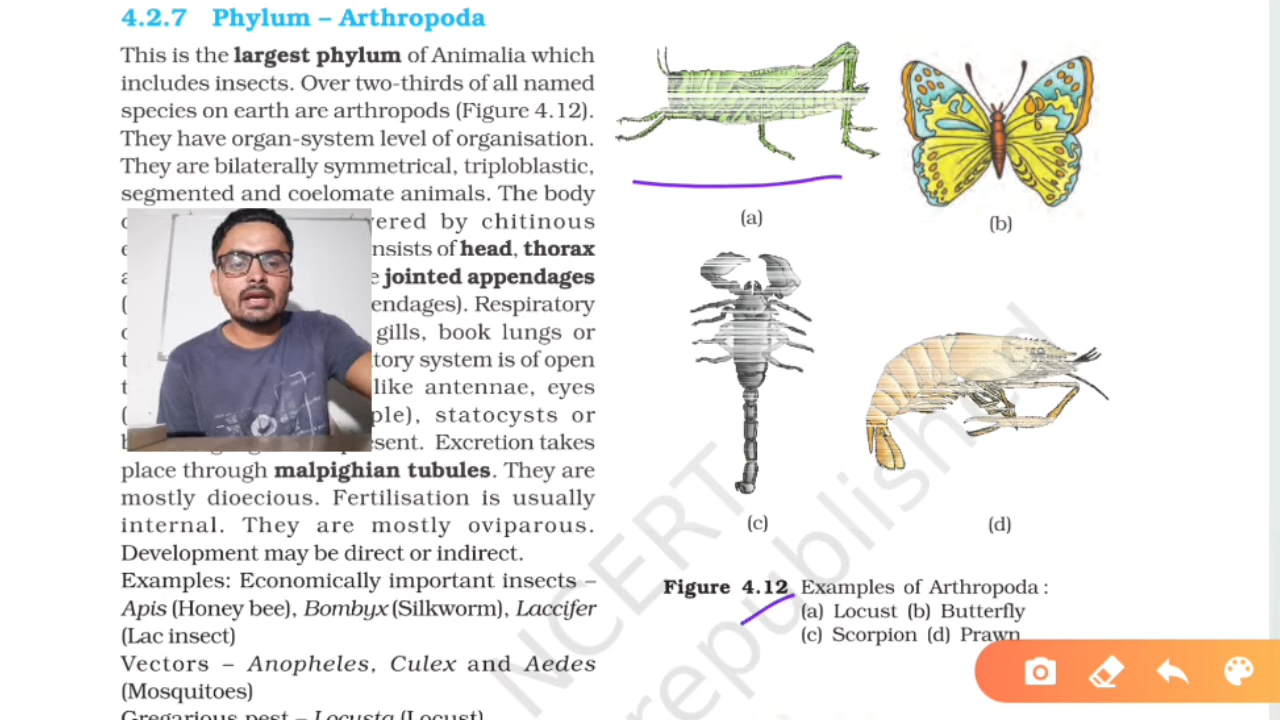 4.2.7 Phylum – Arthropoda
This is the largest phylum of Animalia which
includes insects. Over two-thirds of all named
species on earth are arthropods (Figure 4.12).
They have organ-system level of organisation.
They are bilaterally symmetrical, triploblastic,
segmented and coelomate animals. The body
by chitinous
of head, thorax
jointed appendages
Respiratory
gills, book lungs or
system is of open
like antennae, eyes
statocysts or
Excretion takes
place through malpighian tubules. They are
mostly dioecious. Fertilisation is usually
internal. They are mostly oviparous.
Development may be direct or indirect.
Examples: Economically important insects –
Apis (Honey bee), Bombyx (Silkworm), Laccifer
(Lac insect)
Vectors – Anopheles, Culex and Aedes
(Mosquitoes)
Gregarious pest – Locusta (Locust)
(a)
(b)
(c)
(d)
Figure 4.12 Examples of Arthropoda :
(a) Locust (b) Butterfly
(c) Scorpion (d) Prawn
NCERT
republished